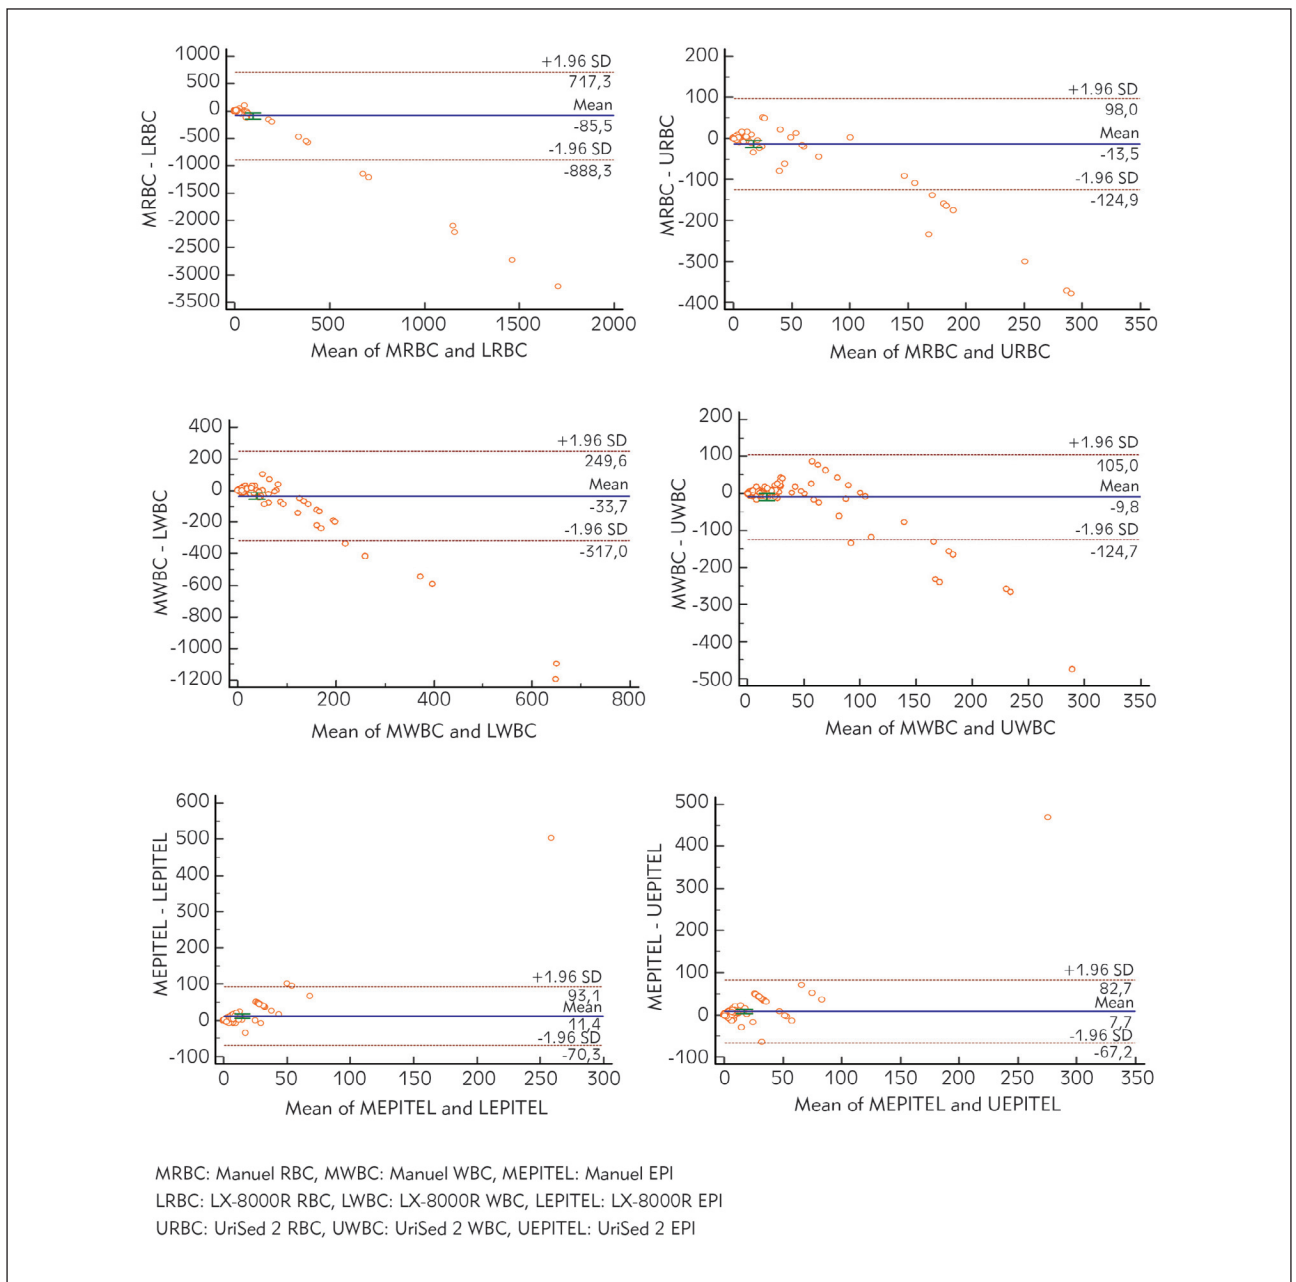 1000
500
0
-500
-1000
-1500
-2000
-2500
-3000
-3500
MRBC - LRBC
+1.96 SD
717,3
Mean
-85,5
-1.96 SD
-888,3
0 500 1000 1500 2000
Mean of MRBC and LRBC
200
100
0
-100
-200
-300
-400
MRBC - URBC
+1.96 SD
98,0
Mean
-13,5
-1.96 SD
-124,9
0 50 100 150 200 250 300 350
Mean of MRBC and URBC
400
200
0
-200
-400
-600
-800
-1000
-1200
MWBC - LWBC
+1.96 SD
249,6
Mean
-33,7
-1.96 SD
-317,0
0 200 400 600 800
Mean of MWBC and LWBC
200
100
0
-100
-200
-300
-400
-500
MWBC - UWBC
+1.96 SD
105,0
Mean
-9,8
-1.96 SD
-124,7
0 50 100 150 200 250 300 350
Mean of MWBC and UWBC
600
500
400
300
200
100
0
-100
MEPITEL - LEPITEL
+1.96 SD
93,1
Mean
11,4
-1.96 SD
-70,3
0 50 100 150 200 250 300
Mean of MEPITEL and LEPITEL
500
400
300
200
100
0
-100
MEPITEL - UEPITEL
+1.96 SD
82,7
Mean
7,7
-1.96 SD
-67,2
0 50 100 150 200 250 300 350
Mean of MEPITEL and UEPITEL
MRBC: Manuel RBC, MWBC: Manuel WBC, MEPITEL: Manuel EPI
LRBC: LX-8000R RBC, LWBC: LX-8000R WBC, LEPITEL: LX-8000R EPI
URBC: UriSed 2 RBC, UWBC: UriSed 2 WBC, UEPITEL: UriSed 2 EPI